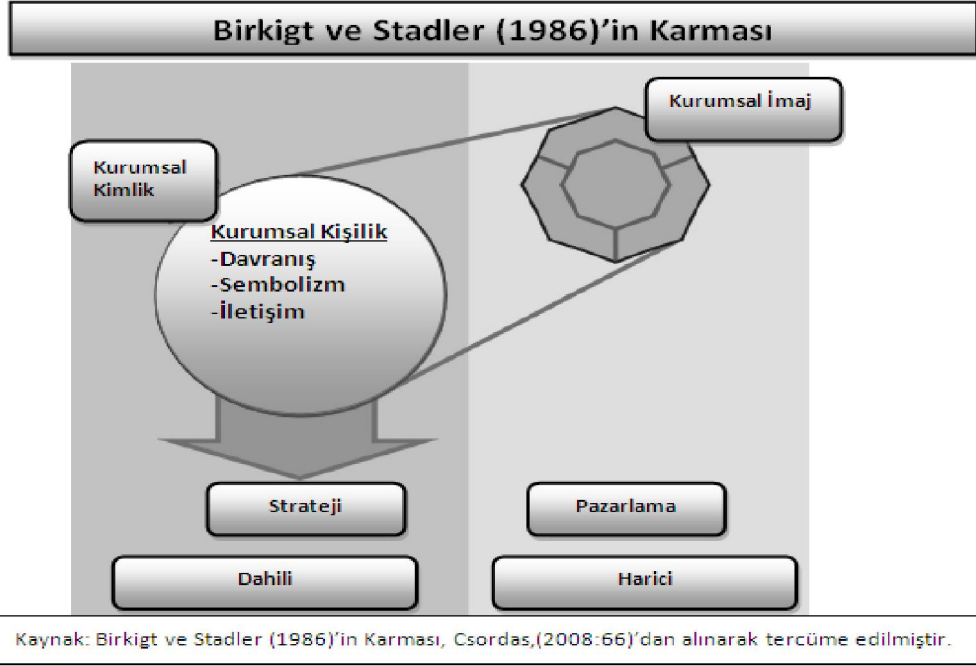 Birkigt ve Stadler (1986)’in Karması
Kurumsal İmaj
Kurumsal
Kimlik
Kurumsal Kişilik
-Davranış
-Sembolizm
-İletişim
Strateji
Pazarlama
Dahili
Harici
Kaynak: Birkigt ve Stadler (1986)’in Karması, Csordas,(2008:66)’dan alınarak tercüme edilmiştir.